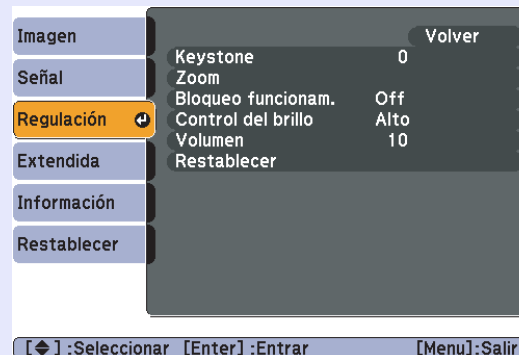 Imagen
Señal
Regulación
Extendida
Información
Restablecer
Volver
Keystone 0
Zoom
Bloqueo funcionam. Off
Control del brillo Alto
Volumen 10
Restablecer
[◆] :Seleccionar [Enter] :Entrar [Menu]:Salir